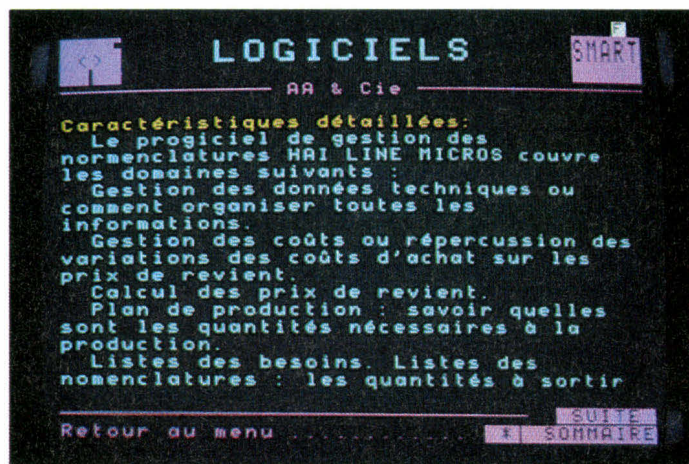 F
LOGICIELS
SMART
AA & Cie
Caractéristiques détaillées:
Le progiciel de gestion des
normenclatures HAI LINE MICROS couvre
les domaines suivants :
Gestion des données techniques ou
comment organiser toutes les
informations.
Gestion des coûts ou répercussion des
variations des coûts d'achat sur les
prix de revient.
Calcul des prix de revient.
Plan de production : savoir quelles
sont les quantités nécessaires à la
production.
Listes des besoins. Listes des
nomenclatures : les quantités à sortir
SUITE
Retour au menu ............ * SOMMAIRE